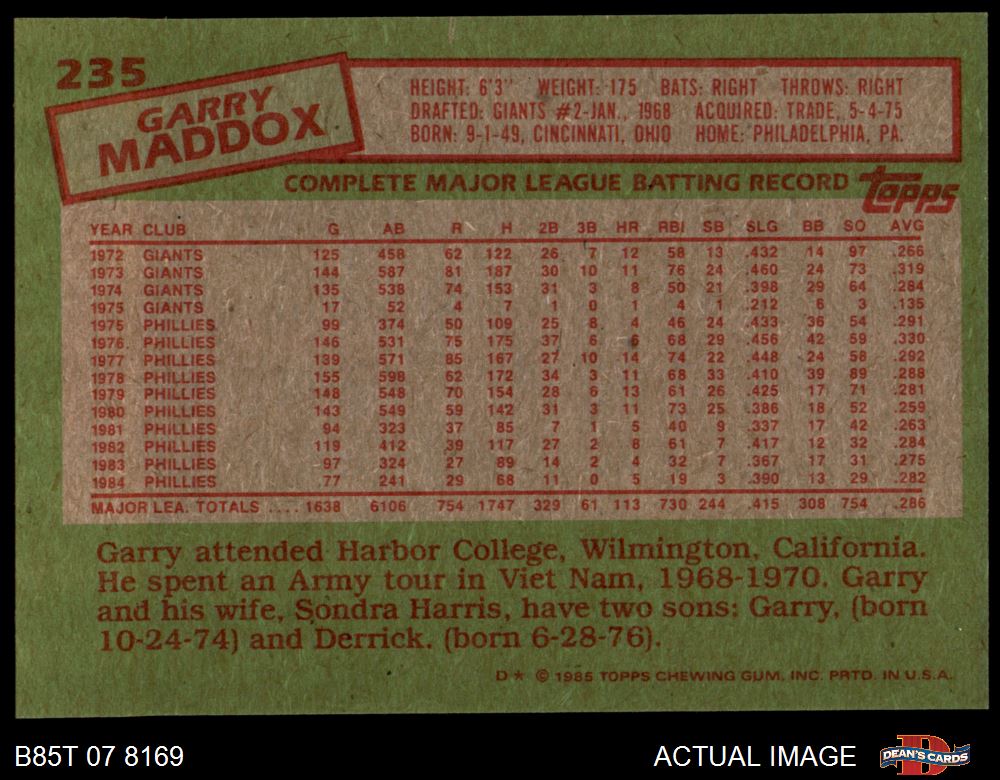 235
GARRY
MADDOX
HEIGHT: 6'3" WEIGHT: 175 BATS: RIGHT THROWS: RIGHT
DRAFTED: GIANTS #2-JAN., 1968 ACQUIRED: TRADE, 5-4-75
BORN: 9-1-49, CINCINNATI, OHIO HOME: PHILADELPHIA, PA.
COMPLETE MAJOR LEAGUE BATTING RECORD topps
YEAR CLUB G AB R H 2B 3B HR RBI SB SLG BB SO AVG
1972 GIANTS 125 458 62 122 26 7 12 58 13 .432 14 97 .266
1973 GIANTS 144 587 81 187 30 10 11 76 24 .460 24 73 .319
1974 GIANTS 135 538 74 153 31 3 8 50 21 .398 29 64 .284
1975 GIANTS 17 52 4 7 1 0 1 4 1 .212 6 3 .135
1975 PHILLIES 99 374 50 109 25 8 4 46 24 .433 36 54 .291
1976 PHILLIES 146 531 75 175 37 6 6 68 29 .456 42 59 .330
1977 PHILLIES 139 571 85 167 27 10 14 74 22 .448 24 58 .292
1978 PHILLIES 155 598 62 172 34 3 11 68 33 .410 39 89 .288
1979 PHILLIES 148 548 70 154 28 6 13 61 26 .425 17 71 .281
1980 PHILLIES 143 549 59 142 31 3 11 73 25 .386 18 52 .259
1981 PHILLIES 94 323 37 85 7 1 5 40 9 .337 17 42 .263
1982 PHILLIES 119 412 39 117 27 2 8 61 7 .417 12 32 .284
1983 PHILLIES 97 324 27 89 14 2 4 32 7 .367 17 31 .275
1984 PHILLIES 77 241 29 68 11 0 5 19 3 .390 13 29 .282
MAJOR LEA. TOTALS .... 1638 6106 754 1747 329 61 113 730 244 .415 308 754 .286
Garry attended Harbor College, Wilmington, California.
He spent an Army tour in Viet Nam, 1968-1970. Garry
and his wife, Sondra Harris, have two sons: Garry, (born
10-24-74) and Derrick, (born 6-28-76).
D* © 1985 TOPPS CHEWING GUM, INC. PRTD. IN U.S.A.
B85T 07 8169 ACTUAL IMAGE DEAN'S CARDS